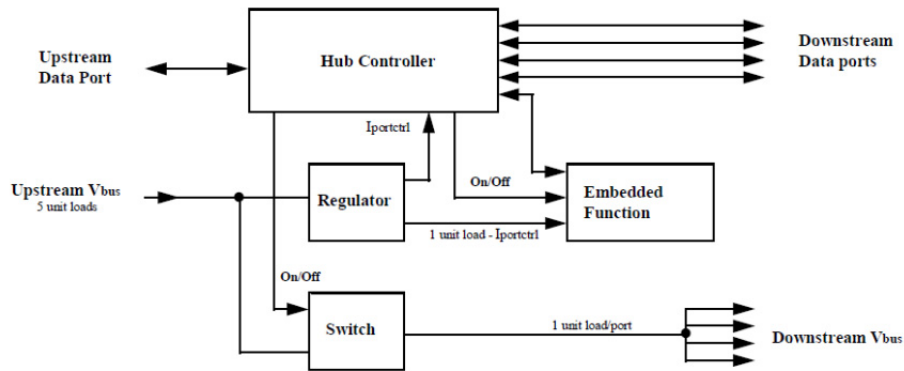 Upstream
Data Port
Hub Controller
Downstream
Data ports
Iportctrl
Upstream Vbus
5 unit loads
Regulator
On/Off
Embedded
Function
1 unit load - Iportctrl
On/Off
Switch
1 unit load/port
Downstream Vbus